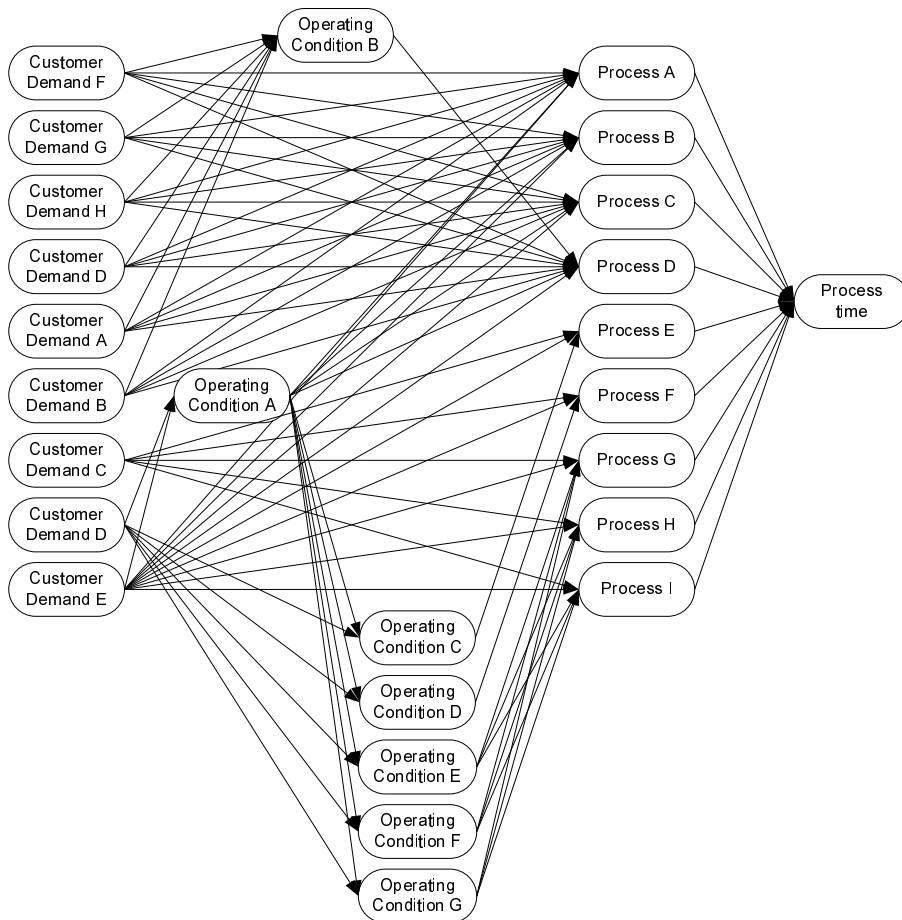 Operating
Condition B
Customer
Demand F
Process A
Customer
Demand G
Process B
Customer
Demand H
Process C
Customer
Demand D
Process D
Process
time
Customer
Demand A
Process E
Customer
Demand B
Operating
Condition A
Process F
Customer
Demand C
Process G
Customer
Demand D
Process H
Customer
Demand E
Process I
Operating
Condition C
Operating
Condition D
Operating
Condition E
Operating
Condition F
Operating
Condition G